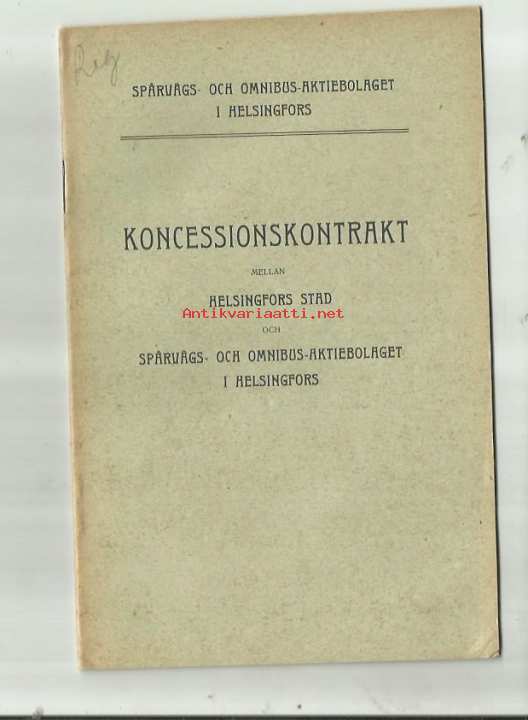 SPÅRVÄGS- OCH OMNIBUS-AKTIEBOLAGET
I HELSINGFORS
KONCESSIONSKONTRAKT
MELLAN
HELSINGFORS STAD
Antikvariaatti.net
OCH
SPÅRVÄGS- OCH OMNIBUS-AKTIEBOLAGET
I HELSINGFORS